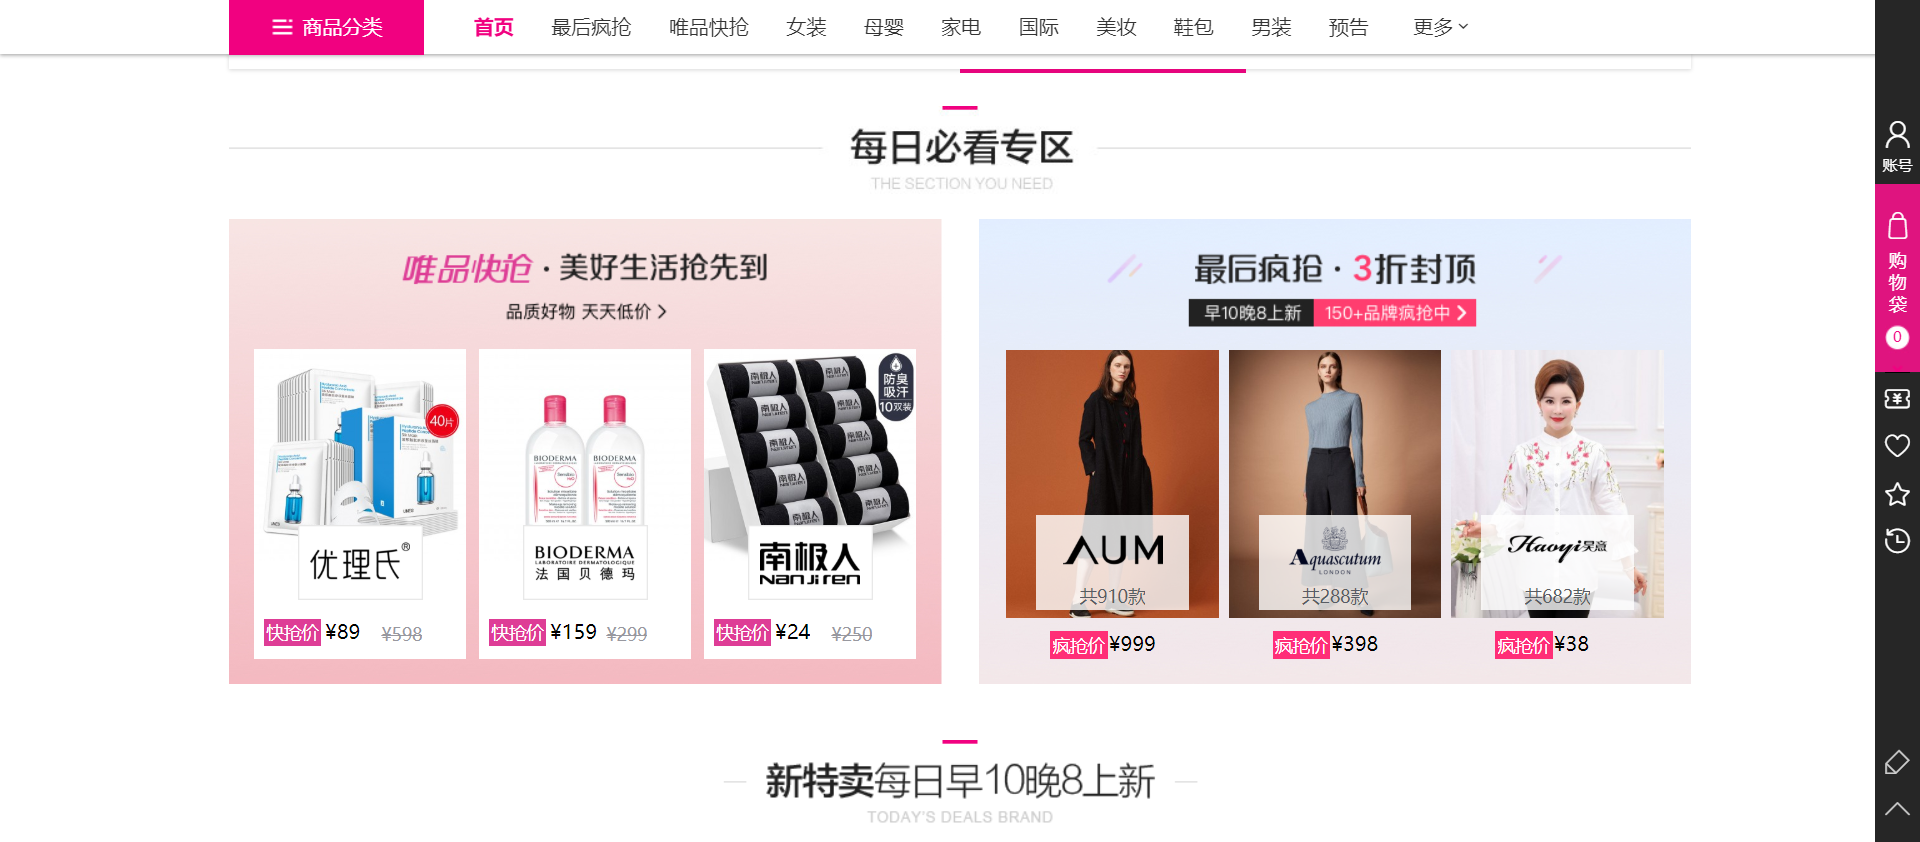 商品分类
首页 最后疯抢 唯品快抢 女装 母婴 家电 国际 美妆 鞋包 男装 预告 更多
账号
购物袋
0
每日必看专区
THE SECTION YOU NEED
唯品快抢·美好生活抢先到
品质好物 天天低价 >
40片
优理氏®
快抢价 ¥89 ¥598
BIODERMA
BIODERMA
BIODERMA
LABORATOIRE DERMATOLOGIQUE
法国贝德玛
快抢价 ¥159 ¥299
防臭
吸汗
10双装
南极人
Nanjiren
快抢价 ¥24 ¥250
最后疯抢·3折封顶
早10晚8上新 150+品牌疯抢中 >
AUM
共910款
疯抢价 ¥999
Aquascutum
LONDON
共288款
疯抢价 ¥398
Haoyi昊意
共682款
疯抢价 ¥38
新特卖每日早10晚8上新
TODAY'S DEALS BRAND